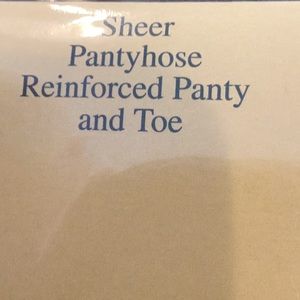 Sheer
Pantyhose
Reinforced Panty
and Toe